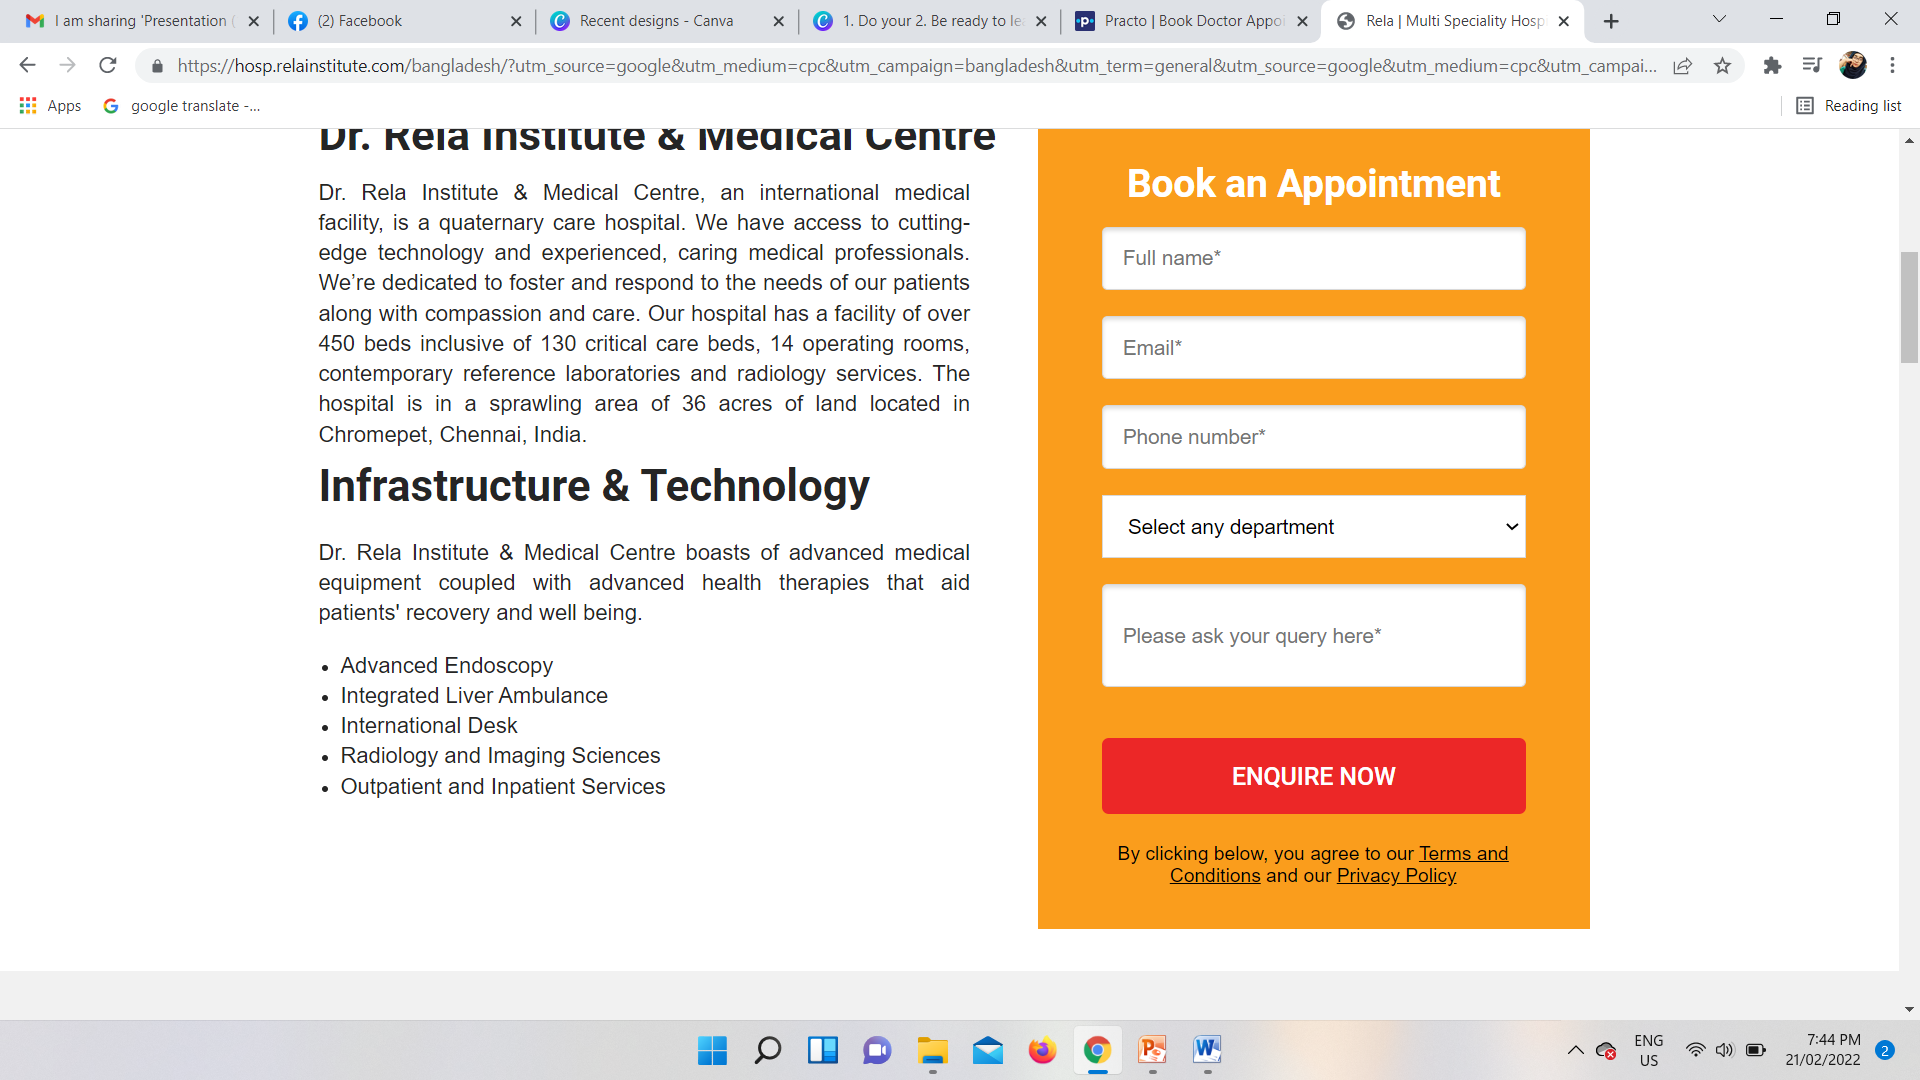 I am sharing 'Presentation (
(2) Facebook
Recent designs - Canva
1. Do your 2. Be ready to le
Practo | Book Doctor Appoi
Rela | Multi Speciality Hosp
https://hosp.relainstitute.com/bangladesh/?utm_source=google&utm_medium=cpc&utm_campaign=bangladesh&utm_term=general&utm_source=google&utm_medium=cpc&utm_campai...
Apps
google translate -...
Reading list
Dr. Rela Institute & Medical Centre
Dr. Rela Institute & Medical Centre, an international medical
facility, is a quaternary care hospital. We have access to cutting-
edge technology and experienced, caring medical professionals.
We’re dedicated to foster and respond to the needs of our patients
along with compassion and care. Our hospital has a facility of over
450 beds inclusive of 130 critical care beds, 14 operating rooms,
contemporary reference laboratories and radiology services. The
hospital is in a sprawling area of 36 acres of land located in
Chromepet, Chennai, India.
Infrastructure & Technology
Dr. Rela Institute & Medical Centre boasts of advanced medical
equipment coupled with advanced health therapies that aid
patients' recovery and well being.
• Advanced Endoscopy
• Integrated Liver Ambulance
• International Desk
• Radiology and Imaging Sciences
• Outpatient and Inpatient Services
Book an Appointment
Full name*
Email*
Phone number*
Select any department
Please ask your query here*
ENQUIRE NOW
By clicking below, you agree to our Terms and
Conditions and our Privacy Policy
ENG
US
7:44 PM
21/02/2022
2